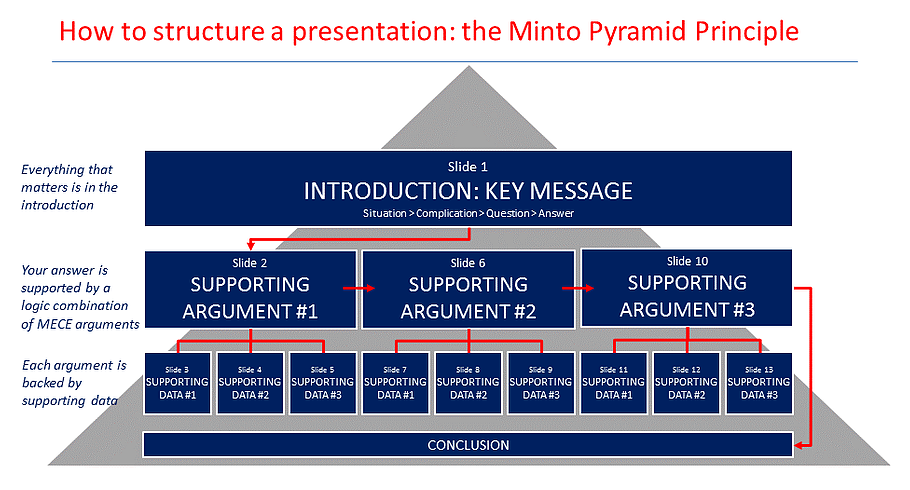 How to structure a presentation: the Minto Pyramid Principle
Everything that
matters is in the
introduction
Slide 1
INTRODUCTION: KEY MESSAGE
Situation > Complication > Question > Answer
Your answer is
supported by a
logic combination
of MECE arguments
Slide 2
SUPPORTING
ARGUMENT #1
Slide 6
SUPPORTING
ARGUMENT #2
Slide 10
SUPPORTING
ARGUMENT #3
Each argument is
backed by
supporting data
Slide 3
SUPPORTING
DATA #1
Slide 4
SUPPORTING
DATA #2
Slide 5
SUPPORTING
DATA #3
Slide 7
SUPPORTING
DATA #1
Slide 8
SUPPORTING
DATA #2
Slide 9
SUPPORTING
DATA #3
Slide 11
SUPPORTING
DATA #1
Slide 12
SUPPORTING
DATA #2
Slide 13
SUPPORTING
DATA #3
CONCLUSION